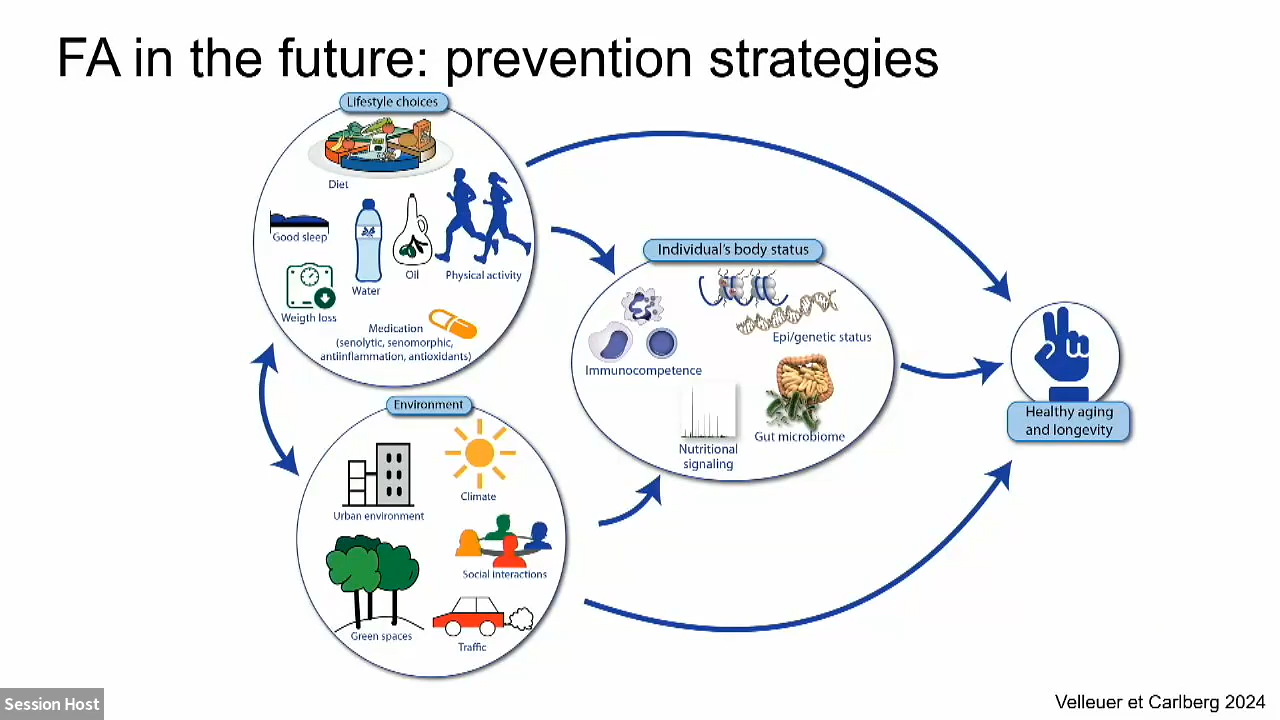 FA in the future: prevention strategies
Lifestyle choices
Diet
Good sleep
Water
Oil
Physical activity
Weigth loss
Medication
(senolytic, senomorphic,
antiinflammation, antioxidants)
Environment
Urban environment
Climate
Social interactions
Green spaces
Traffic
Individual's body status
Immunocompetence
Epi/genetic status
Nutritional
signaling
Gut microbiome
Healthy aging
and longevity
Session Host
Velleuer et Carlberg 2024